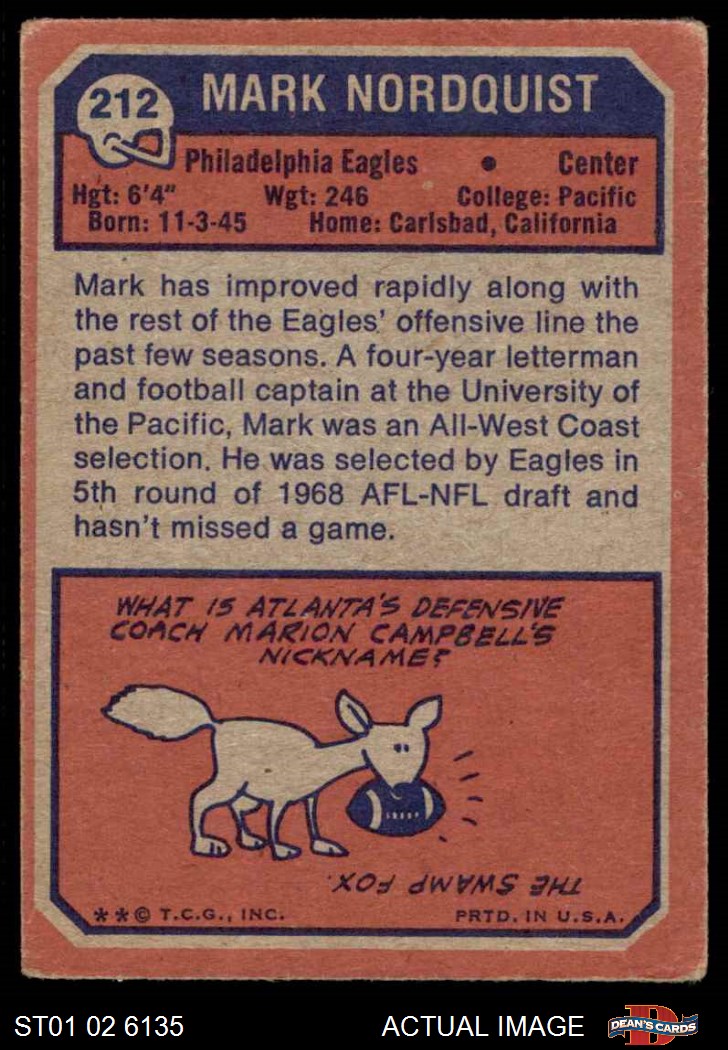 212
MARK NORDQUIST
Philadelphia Eagles • Center
Hgt: 6'4" Wgt: 246 College: Pacific
Born: 11-3-45 Home: Carlsbad, California
Mark has improved rapidly along with
the rest of the Eagles' offensive line the
past few seasons. A four-year letterman
and football captain at the University of
the Pacific, Mark was an All-West Coast
selection. He was selected by Eagles in
5th round of 1968 AFL-NFL draft and
hasn't missed a game.
WHAT IS ATLANTA'S DEFENSIVE
COACH MARION CAMPBELL'S
NICKNAME?
THE SWAMP FOX.
**© T.C.G., INC. PRTD. IN U.S.A.
ST01 02 6135 ACTUAL IMAGE
D
DEAN'S CARDS